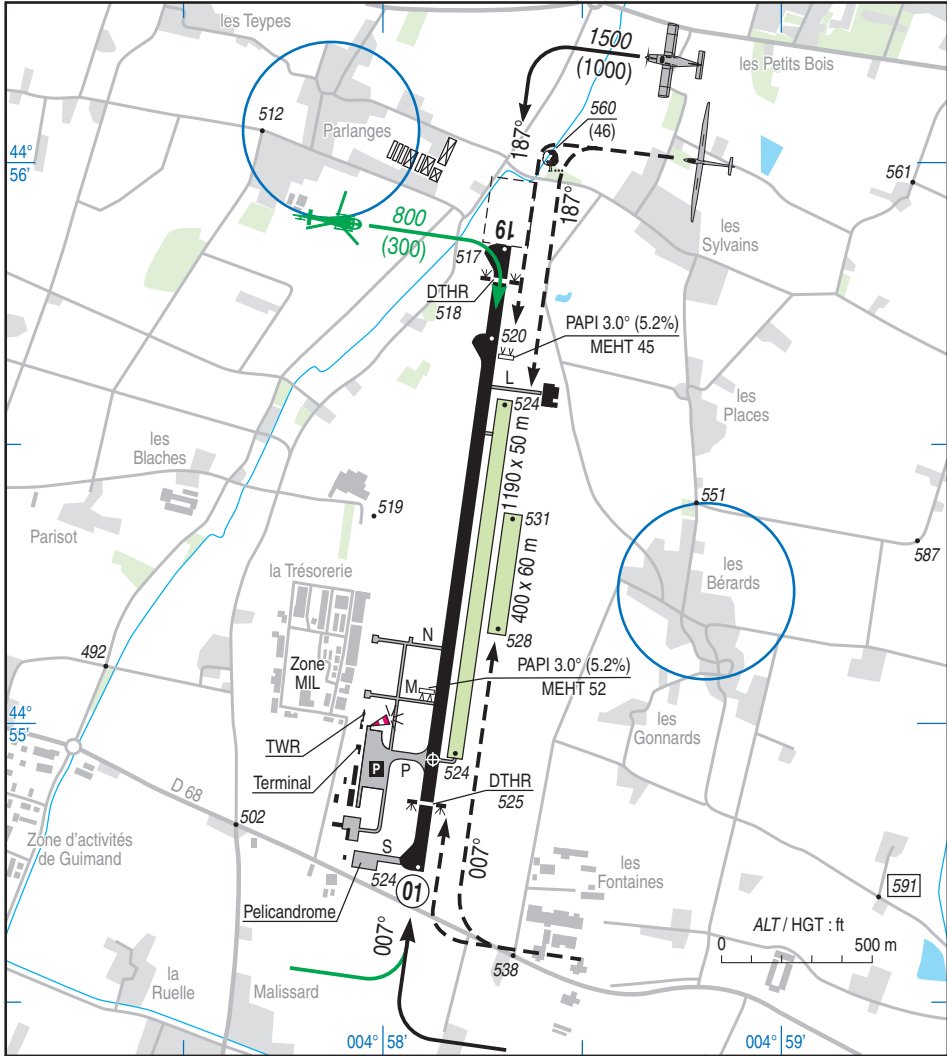 les Teypes
1500
(1000)
les Petits Bois
512
Parlanges
560
(46)
187°
187°
44°
56'
561
800
(300)
les
Sylvains
19
517
DTHR
518
520
PAPI 3.0° (5.2%)
MEHT 45
L
524
les
Places
les
Blaches
1190 x 50 m
551
519
531
Parisot
587
400 x 60 m
les
Bérards
la Trésorerie
528
N
492
Zone
MIL
PAPI 3.0° (5.2%)
MEHT 52
M
les
Gonnards
44°
55'
TWR
Terminal
P
P
524
DTHR
525
D 68
502
Zone d'activités
de Guimand
S
007°
les
Fontaines
524
01
591
Pelicandrome
ALT / HGT : ft
0
500 m
007°
538
la
Ruelle
Malissard
004° 58'
004° 59'